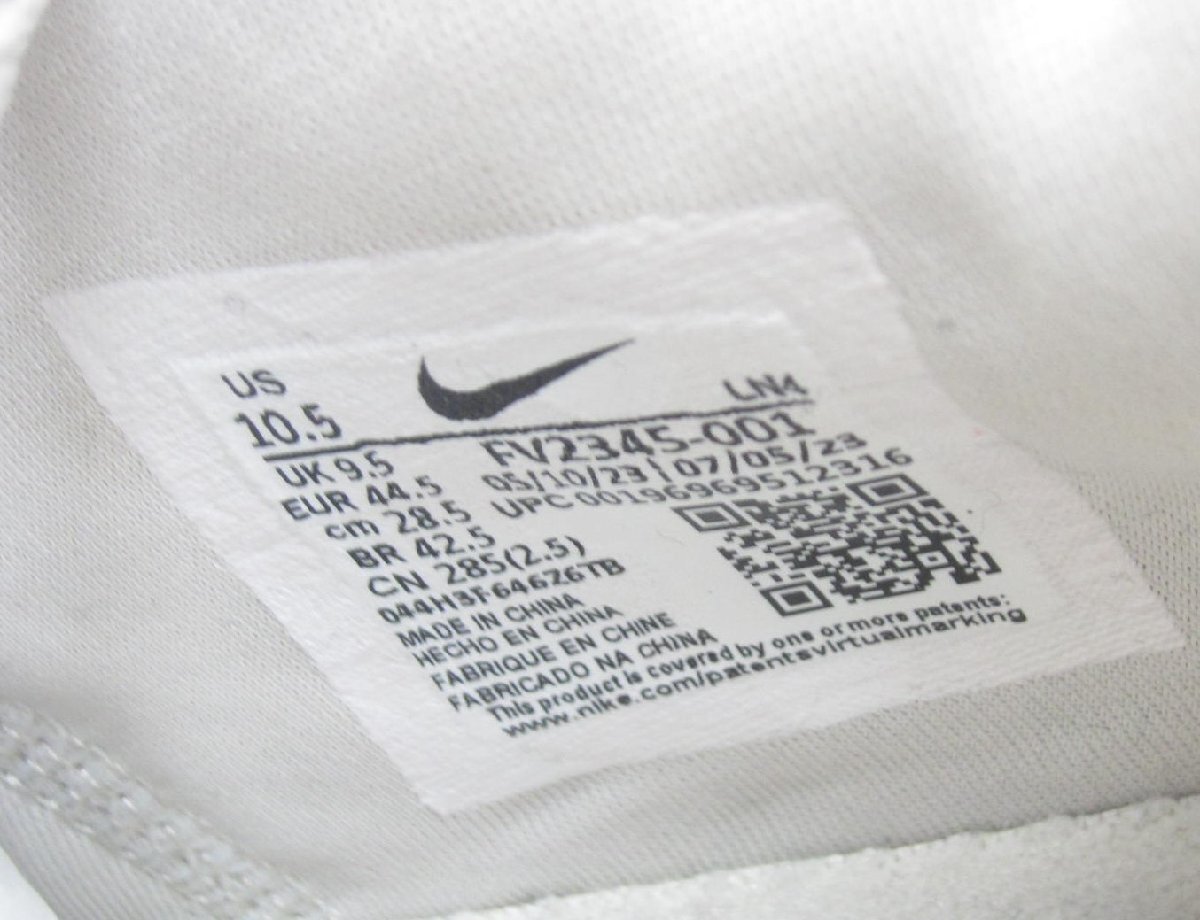 US
10.5
LN4
UK 9.5
FV2345-001
EUR 44.5
05/10/23 | 07/05/23
cm 28.5
UPC 00196969512316
BR 42.5
CN 285(2.5)
044H3F646Z6TB
MADE IN CHINA
HECHO EN CHINA
FABRIQUE EN CHINE
FABRICADO NA CHINA
This product is covered by one or more patents:
www.nike.com/patentsvirtualmarking